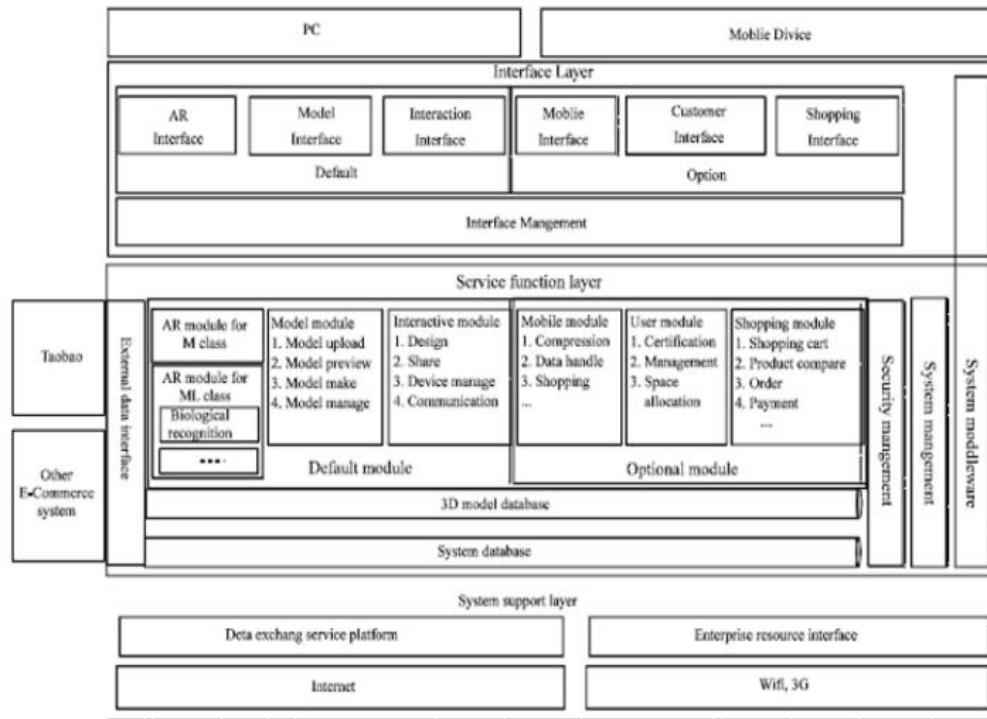 PC
Moblie Divice
Interface Layer
AR
Interface
Model
Interface
Interaction
Interface
Moblie
Interface
Customer
Interface
Shopping
Interface
Default
Option
Interface Mangement
Service function layer
Taobao
Other
E-Commerce
system
External data interface
AR module for
M class
AR module for
ML class
Biological
recognition
....
Model module
1. Model upload
2. Model preview
3. Model make
4. Model manage
Interactive module
1. Design
2. Share
3. Device manage
4. Communication
Mobile module
1. Compression
2. Data handle
3. Shopping
...
User module
1. Certification
2. Management
3. Space
allocation
Shopping module
1. Shopping cart
2. Product compare
3. Order
4. Payment
...
Default module
Optional module
3D model database
System database
Security mangement
System mangement
System moddleware
System support layer
Deta exchang service platform
Enterprise resource interface
Internet
Wifi, 3G